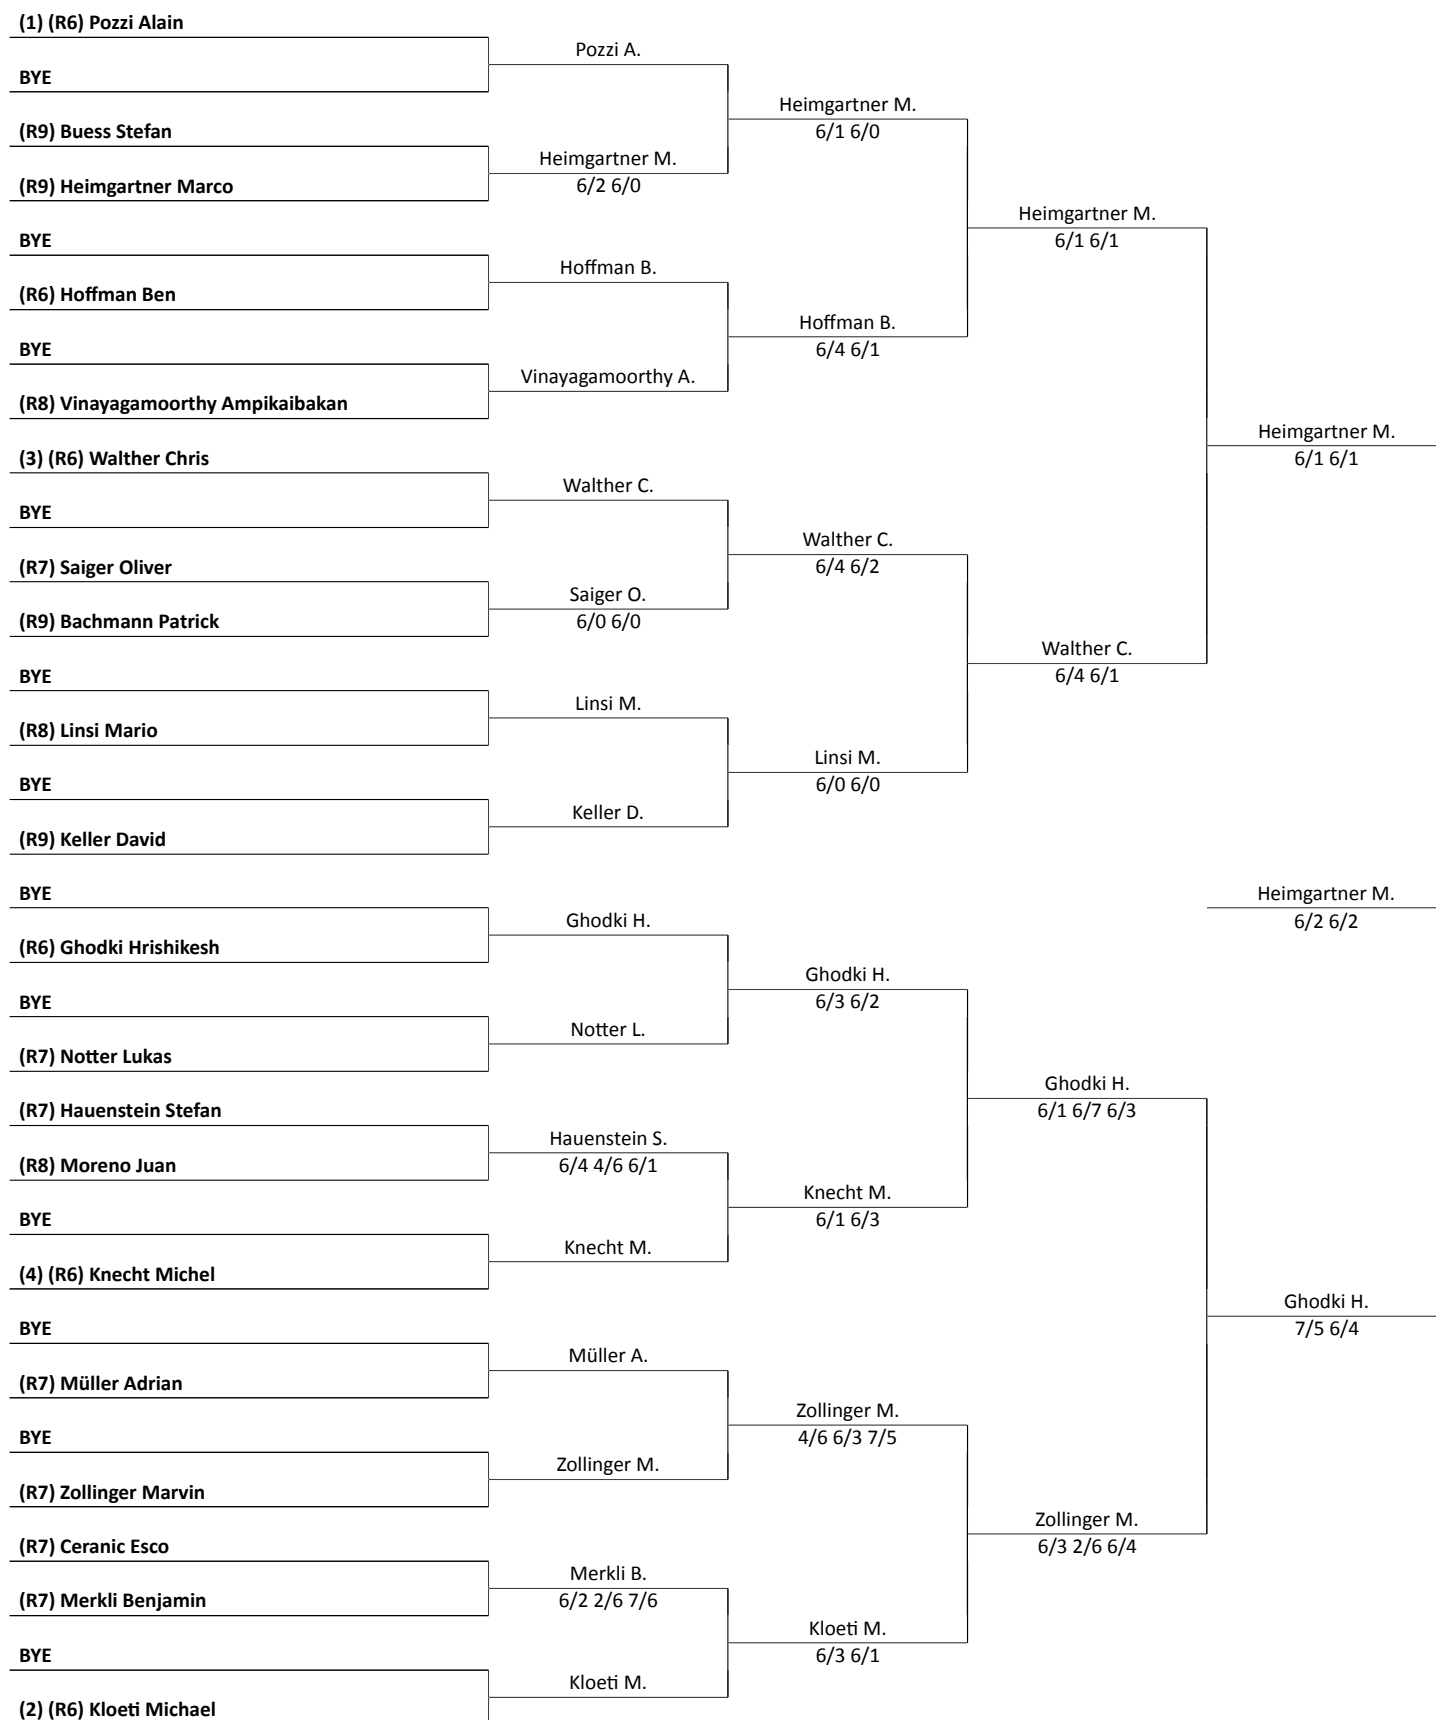 (1) (R6) Pozzi Alain
Pozzi A.
BYE
Heimgartner M.
6/1 6/0
(R9) Buess Stefan
Heimgartner M.
6/2 6/0
(R9) Heimgartner Marco
Heimgartner M.
6/1 6/1
BYE
Hoffman B.
(R6) Hoffman Ben
Hoffman B.
6/4 6/1
BYE
Vinayagamoorthy A.
(R8) Vinayagamoorthy Ampikaibakan
Heimgartner M.
6/1 6/1
(3) (R6) Walther Chris
Walther C.
BYE
Walther C.
6/4 6/2
(R7) Saiger Oliver
Saiger O.
6/0 6/0
(R9) Bachmann Patrick
Walther C.
6/4 6/1
BYE
Linsi M.
(R8) Linsi Mario
Linsi M.
6/0 6/0
BYE
Keller D.
(R9) Keller David
BYE
Heimgartner M.
6/2 6/2
Ghodki H.
(R6) Ghodki Hrishikesh
Ghodki H.
6/3 6/2
BYE
Notter L.
(R7) Notter Lukas
Ghodki H.
6/1 6/7 6/3
(R7) Hauenstein Stefan
Hauenstein S.
6/4 4/6 6/1
(R8) Moreno Juan
Knecht M.
6/1 6/3
BYE
Knecht M.
(4) (R6) Knecht Michel
Ghodki H.
7/5 6/4
BYE
Müller A.
(R7) Müller Adrian
Zollinger M.
4/6 6/3 7/5
BYE
Zollinger M.
(R7) Zollinger Marvin
Zollinger M.
6/3 2/6 6/4
(R7) Ceranic Esco
Merkli B.
6/2 2/6 7/6
(R7) Merkli Benjamin
Kloeti M.
6/3 6/1
BYE
Kloeti M.
(2) (R6) Kloeti Michael